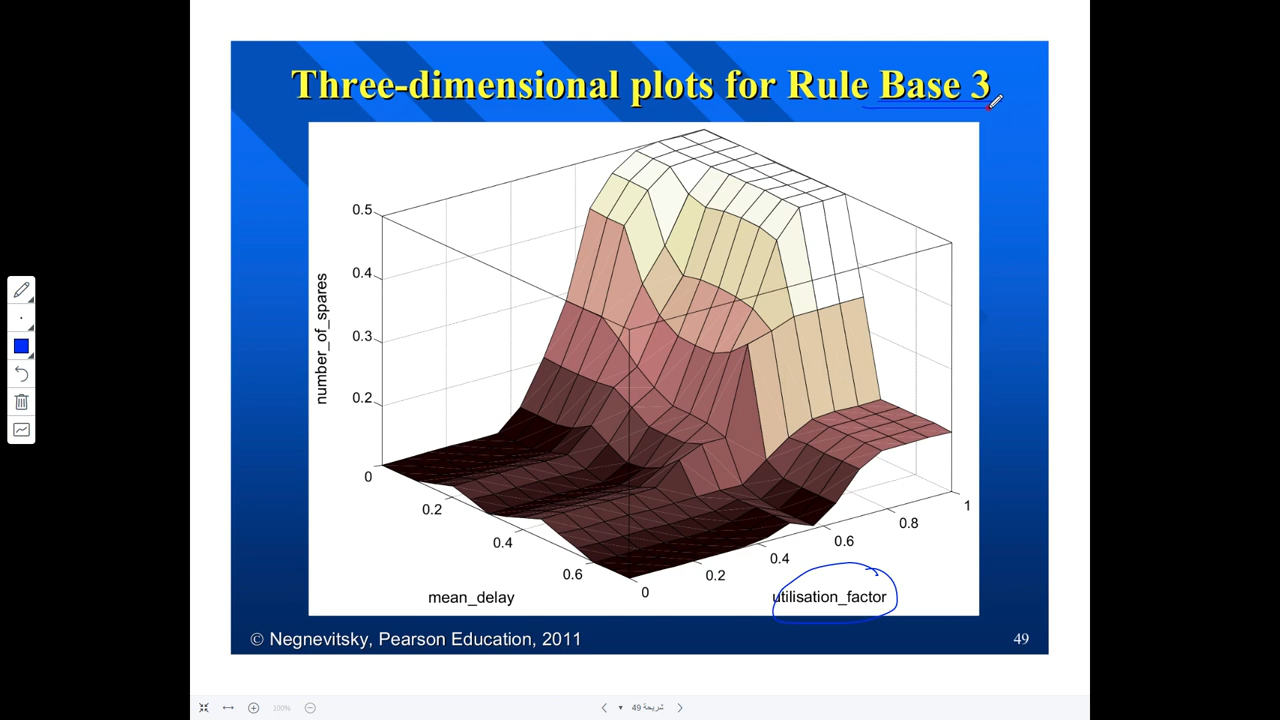 Three-dimensional plots for Rule Base 3
0.5
0.4
0.3
0.2
number_of_spares
0
0.2
0.4
0.6
mean_delay
0
0.2
0.4
0.6
0.8
1
utilisation_factor
© Negnevitsky, Pearson Education, 2011
49
100%
شريحة 49